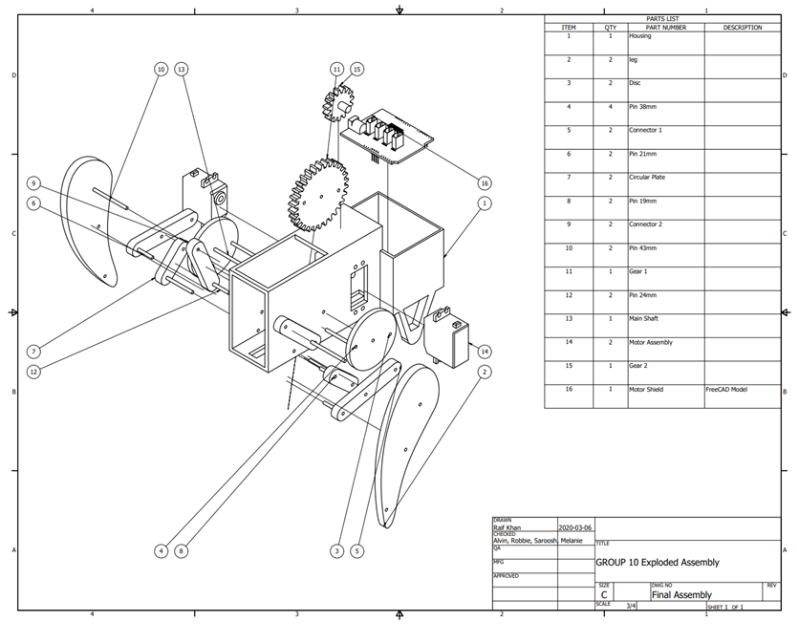 4 3 2 1
PARTS LIST
ITEM QTY PART NUMBER DESCRIPTION
1 1 Housing
2 2 leg
3 2 Disc
4 4 Pin 38mm
5 2 Connector 1
6 2 Pin 21mm
7 2 Circular Plate
8 2 Pin 19mm
9 2 Connector 2
10 2 Pin 43mm
11 1 Gear 1
12 2 Pin 24mm
13 1 Main Shaft
14 2 Motor Assembly
15 1 Gear 2
16 1 Motor Shield FreeCAD Model
D D
10 13 11 15
9
6
16
1
C C
7
12
14
2
B B
4 8 3 5
A A
DRAWN
Raif Khan 2020-03-06
CHECKED
Alvin, Robbie, Saroosh, Melanie
QA
MFG
APPROVED
TITLE
GROUP 10 Exploded Assembly
SIZE
C
DWG NO
Final Assembly
REV
SCALE 3/4
SHEET 1 OF 1
4 3 2 1